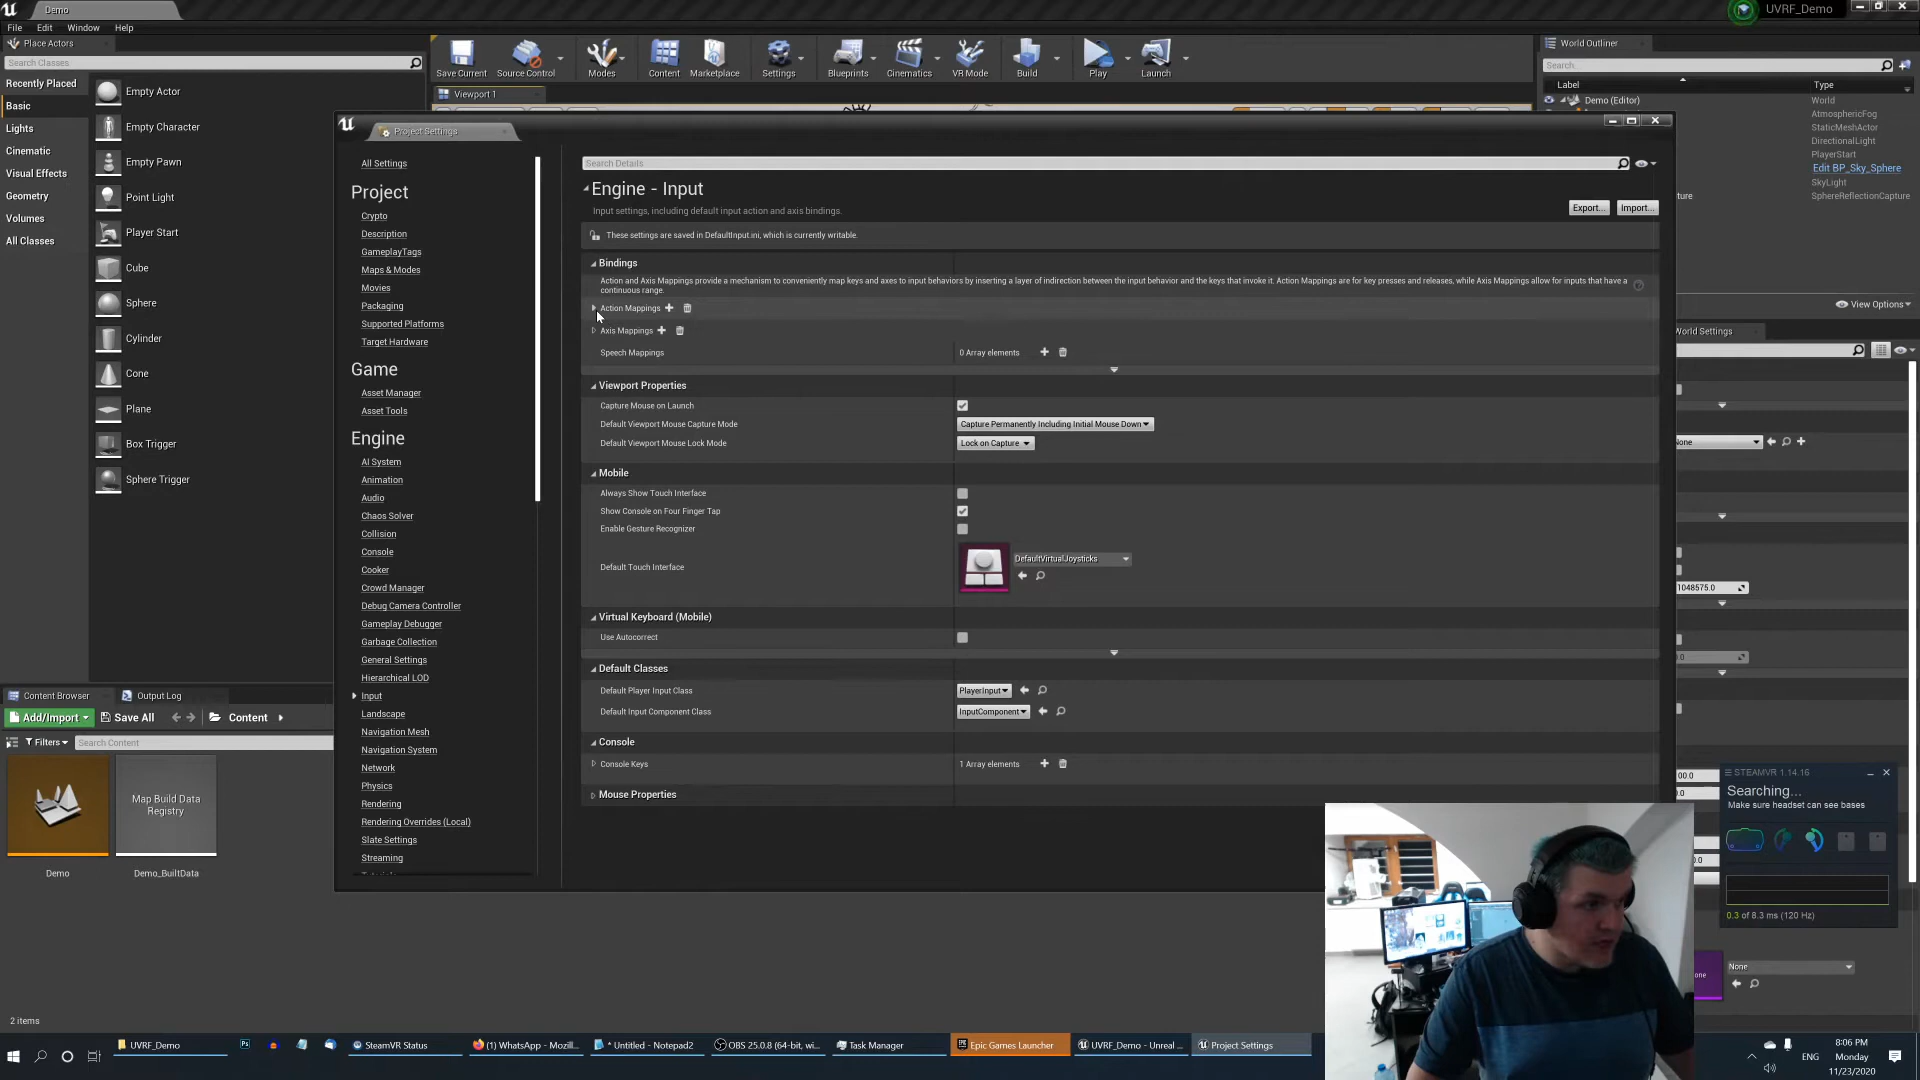 Demo
UVRF_Demo
File Edit Window Help
Place Actors
Search Classes
Recently Placed
Basic
Lights
Cinematic
Visual Effects
Geometry
Volumes
All Classes
Empty Actor
Empty Character
Empty Pawn
Point Light
Player Start
Cube
Sphere
Cylinder
Cone
Plane
Box Trigger
Sphere Trigger
Save Current
Source Control
Modes
Content
Marketplace
Settings
Blueprints
Cinematics
VR Mode
Build
Play
Launch
Viewport 1
World Outliner
Search
Label Type
Demo (Editor) World
AtmosphericFog
StaticMeshActor
DirectionalLight
PlayerStart
Edit BP_Sky_Sphere
SkyLight
ture SphereReflectionCapture
View Options
World Settings
None
1048575.0
0.0
00.0
0.0
None
Project Settings
All Settings
Project
Crypto
Description
GameplayTags
Maps & Modes
Movies
Packaging
Supported Platforms
Target Hardware
Game
Asset Manager
Asset Tools
Engine
AI System
Animation
Audio
Chaos Solver
Collision
Console
Cooker
Crowd Manager
Debug Camera Controller
Gameplay Debugger
Garbage Collection
General Settings
Hierarchical LOD
Input
Landscape
Navigation Mesh
Navigation System
Network
Physics
Rendering
Rendering Overrides (Local)
Slate Settings
Streaming
Search Details
Engine - Input
Input settings, including default input action and axis bindings.
Export... Import...
These settings are saved in DefaultInput.ini, which is currently writable.
Bindings
Action and Axis Mappings provide a mechanism to conveniently map keys and axes to input behaviors by inserting a layer of indirection between the input behavior and the keys that invoke it. Action Mappings are for key presses and releases, while Axis Mappings allow for inputs that have a
continuous range.
Action Mappings
Axis Mappings
Speech Mappings 0 Array elements
Viewport Properties
Capture Mouse on Launch
Default Viewport Mouse Capture Mode Capture Permanently Including Initial Mouse Down
Default Viewport Mouse Lock Mode Lock on Capture
Mobile
Always Show Touch Interface
Show Console on Four Finger Tap
Enable Gesture Recognizer
Default Touch Interface DefaultVirtualJoysticks
Virtual Keyboard (Mobile)
Use Autocorrect
Default Classes
Default Player Input Class PlayerInput
Default Input Component Class InputComponent
Console
Console Keys 1 Array elements
Mouse Properties
Content Browser Output Log
Add/Import Save All Content
Filters Search Content
Map Build Data
Registry
Demo Demo_BuiltData
2 items
STEAMVR 1.14.16
Searching...
Make sure headset can see bases
0.3 of 8.3 ms (120 Hz)
UVRF_Demo
SteamVR Status
(1) WhatsApp - Mozill...
* Untitled - Notepad2
OBS 25.0.8 (64-bit, wi...
Task Manager
Epic Games Launcher
UVRF_Demo - Unreal ...
Project Settings
ENG
8:06 PM
Monday
11/23/2020